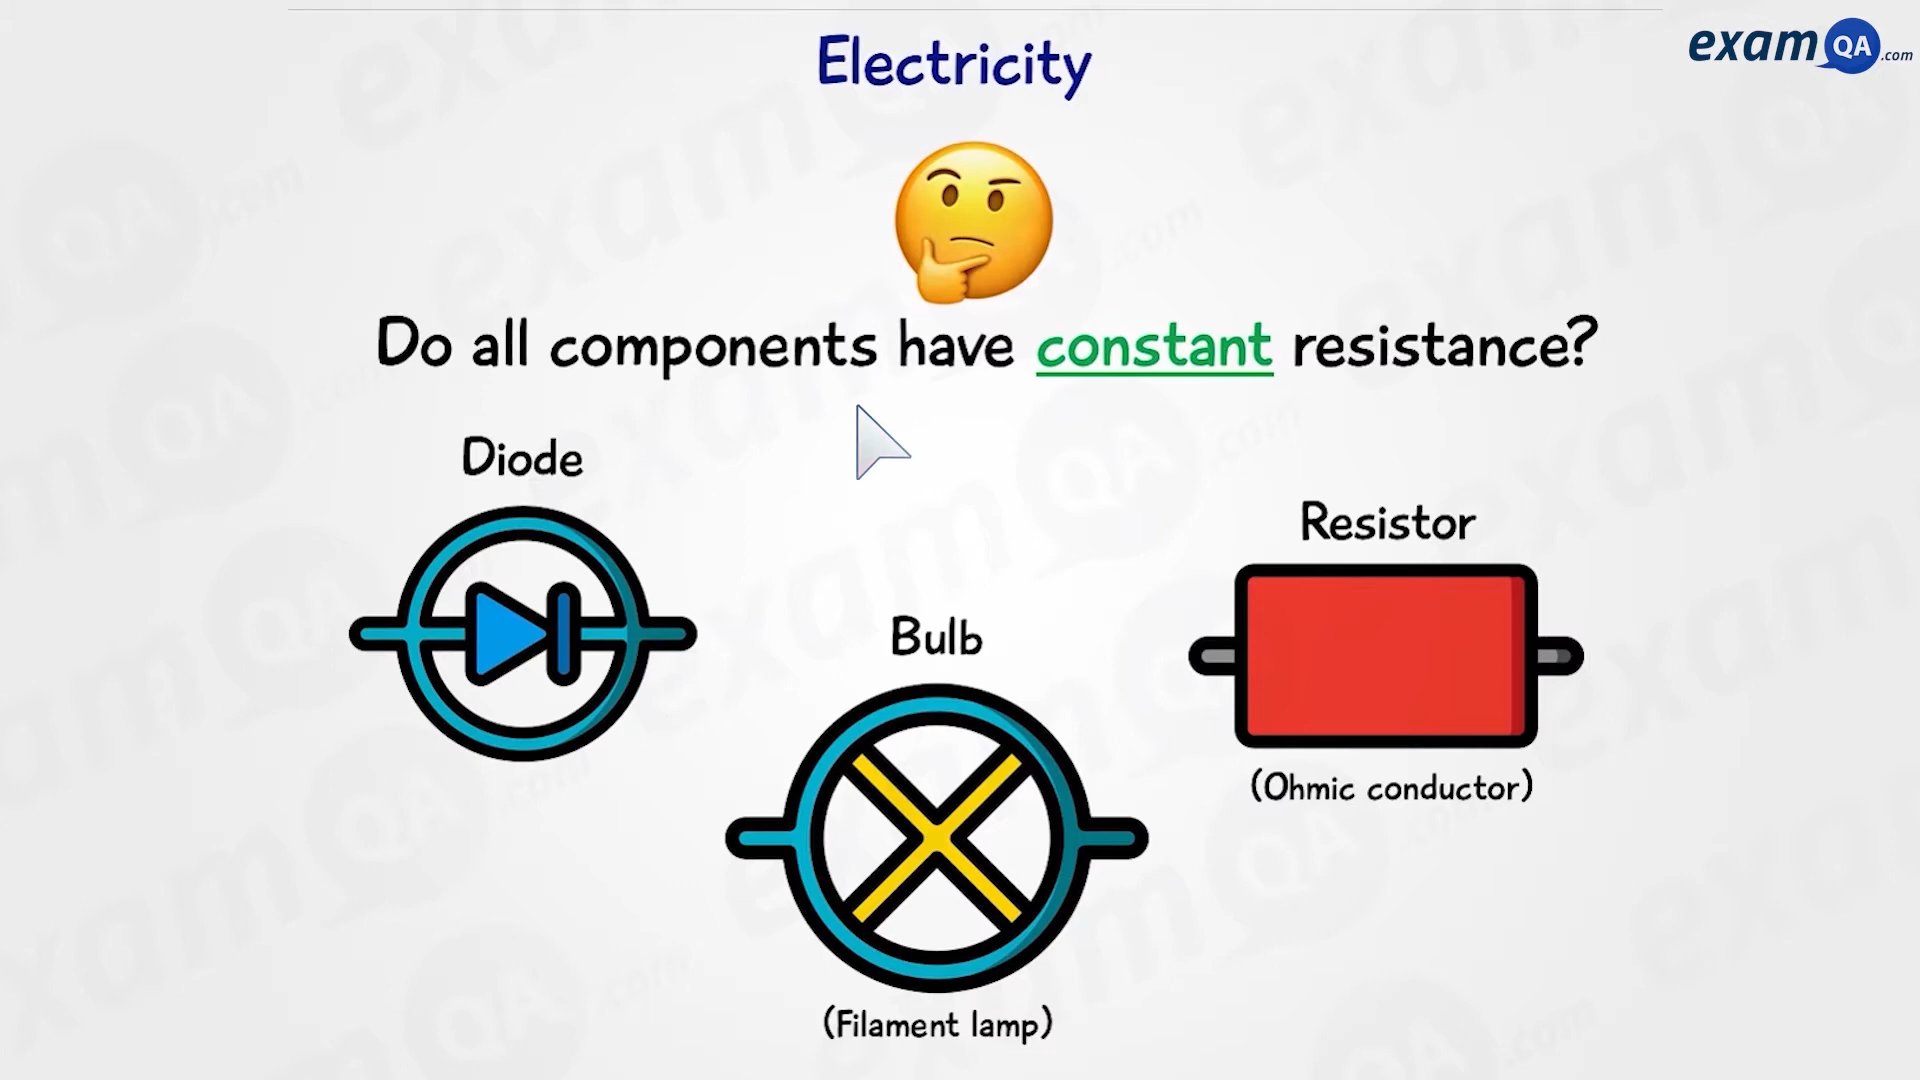 Electricity
examQA.com
Do all components have constant resistance?
Diode
Resistor
Bulb
(Ohmic conductor)
(Filament lamp)